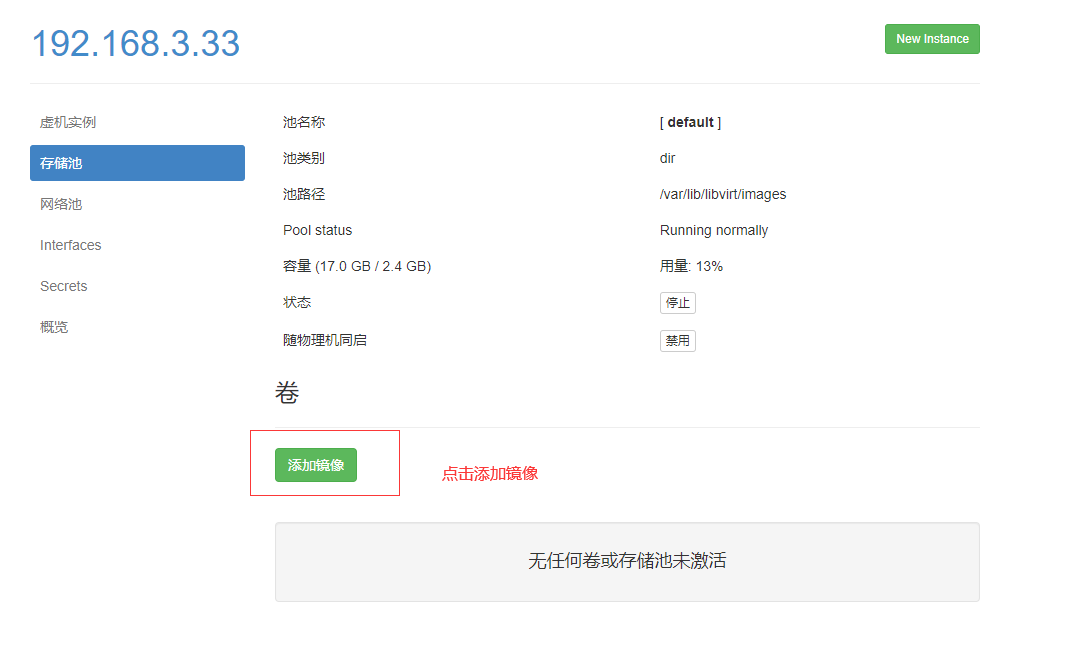 192.168.3.33
New Instance
虚机实例
存储池
网络池
Interfaces
Secrets
概览
池名称 [ default ]
池类别 dir
池路径 /var/lib/libvirt/images
Pool status Running normally
容量 (17.0 GB / 2.4 GB) 用量: 13%
状态 停止
随物理机同启 禁用
卷
添加镜像 点击添加镜像
无任何卷或存储池未激活